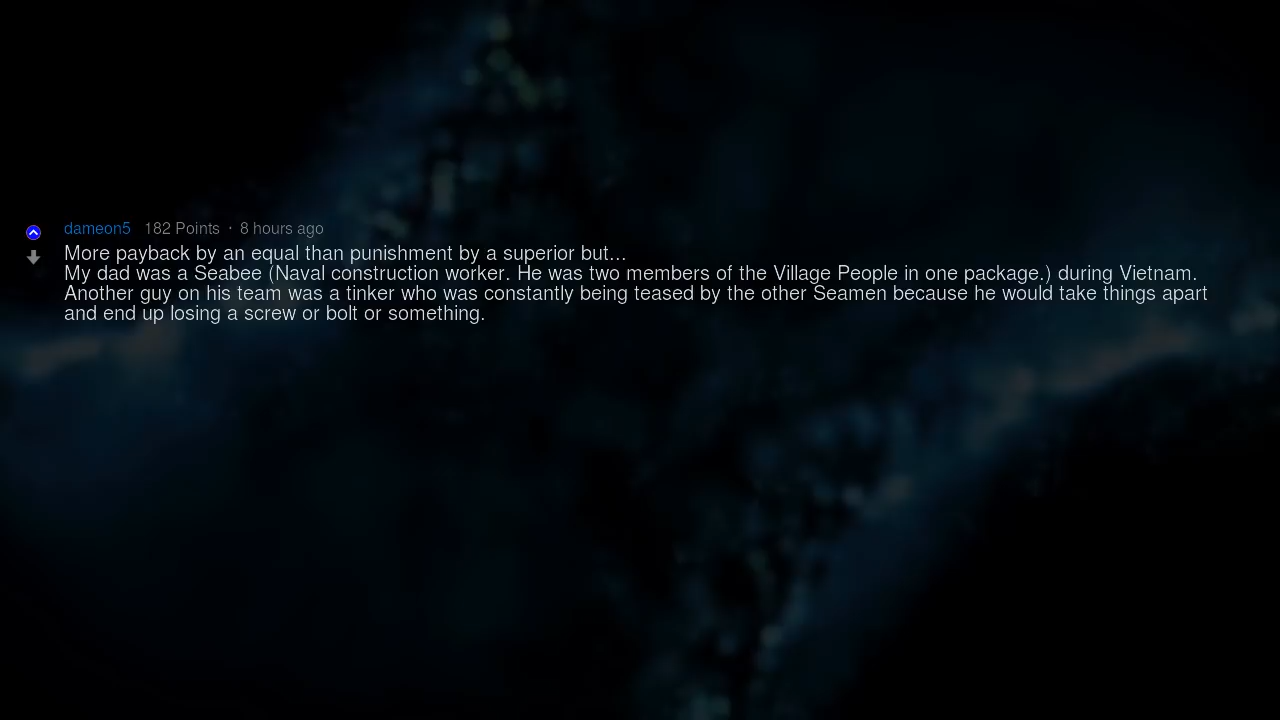 dameon5 182 Points · 8 hours ago
More payback by an equal than punishment by a superior but...
My dad was a Seabee (Naval construction worker. He was two members of the Village People in one package.) during Vietnam.
Another guy on his team was a tinker who was constantly being teased by the other Seamen because he would take things apart
and end up losing a screw or bolt or something.